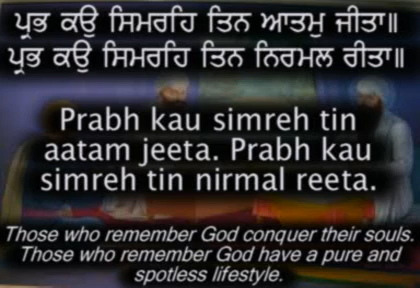 ਪ੍ਰਭ ਕਉ ਸਿਮਰਹਿ ਤਿਨ ਆਤਮੁ ਜੀਤਾ॥
ਪ੍ਰਭ ਕਉ ਸਿਮਰਹਿ ਤਿਨ ਨਿਰਮਲ ਰੀਤਾ॥
Prabh kau simreh tin
aatam jeeta. Prabh kau
simreh tin nirmal reeta.
Those who remember God conquer their souls.
Those who remember God have a pure and
spotless lifestyle.